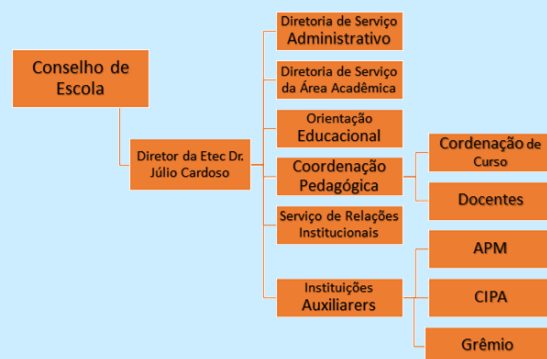 Conselho de
Escola
Diretor da Etec Dr.
Júlio Cardoso
Diretoria de Serviço
Administrativo
Diretoria de Serviço
da Área Acadêmica
Orientação
Educacional
Coordenação
Pedagógica
Cordenação de
Curso
Docentes
Serviço de Relações
Institucionais
Instituições
Auxiliarers
APM
CIPA
Grêmio